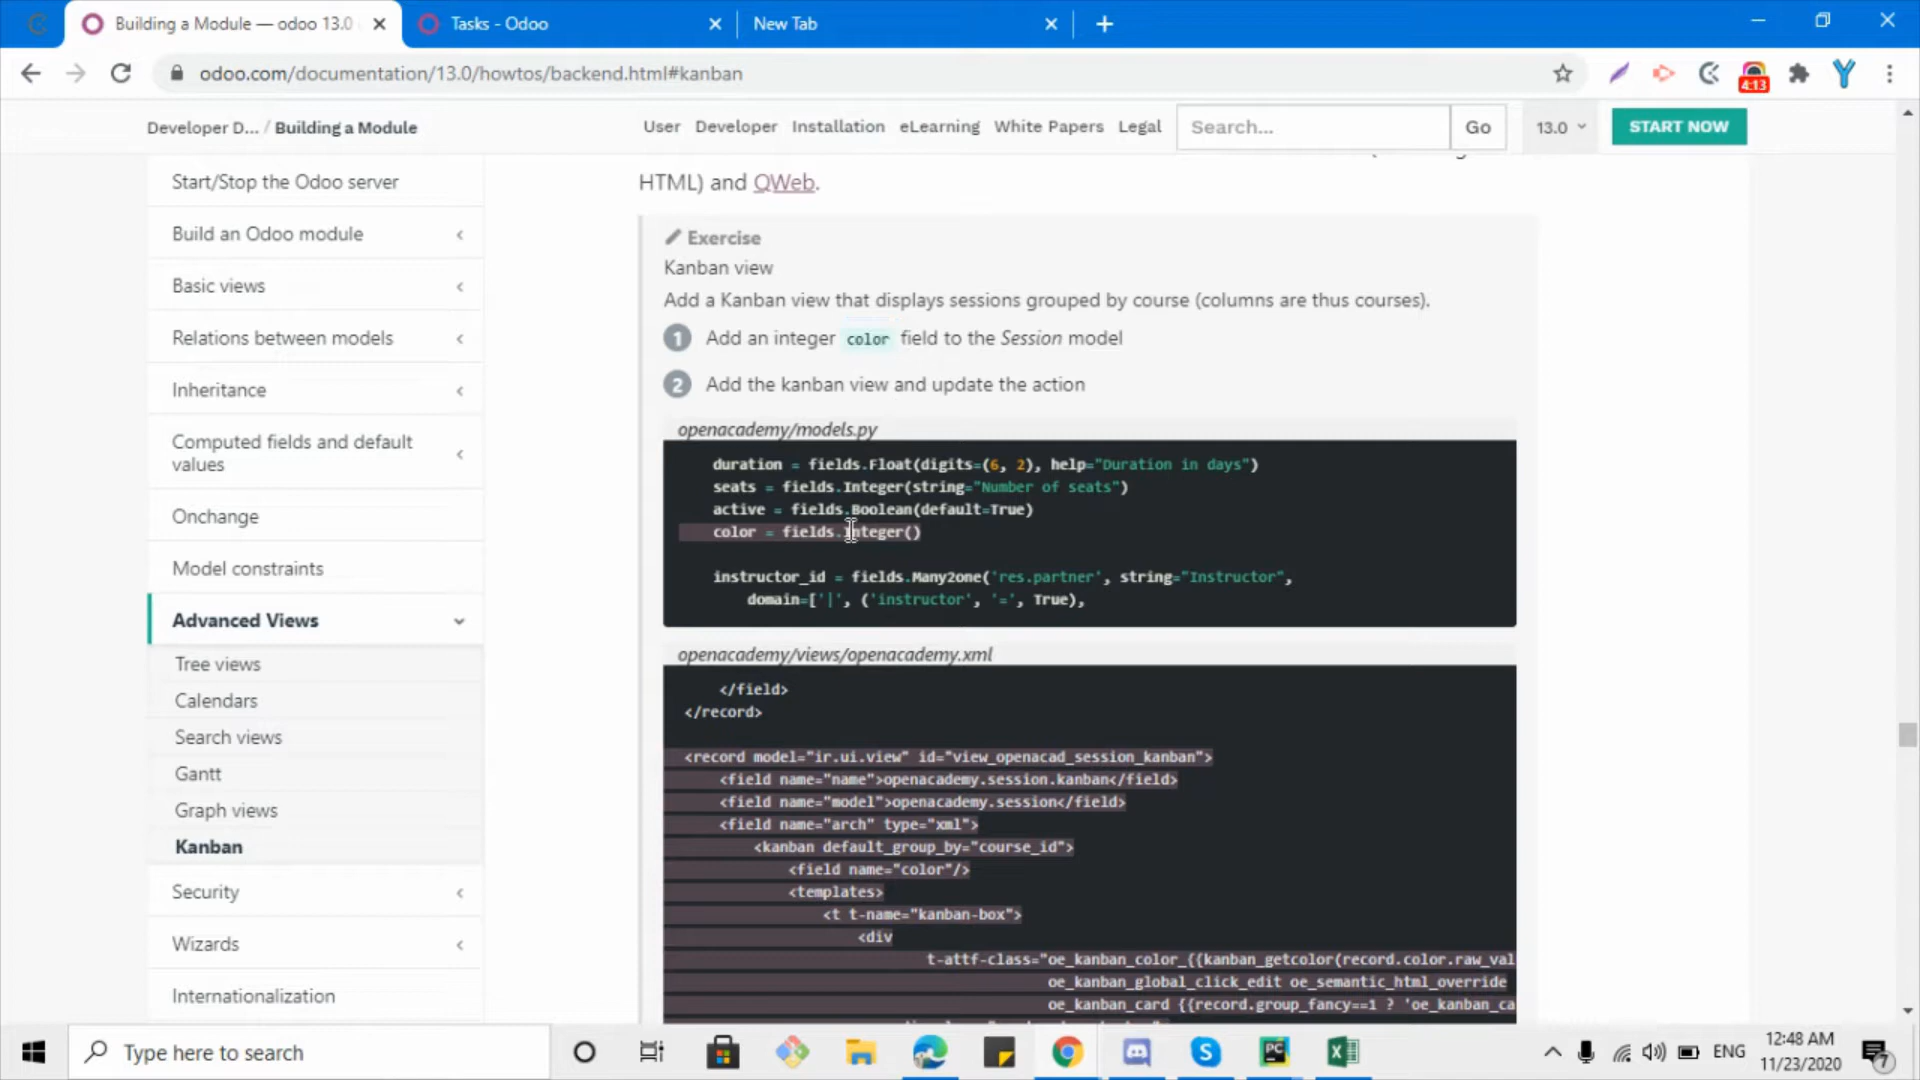 Building a Module — odoo 13.0
Tasks - Odoo
New Tab
odoo.com/documentation/13.0/howtos/backend.html#kanban
4:13
Developer D... / Building a Module
User Developer Installation eLearning White Papers Legal
Search...
Go
13.0
START NOW
Start/Stop the Odoo server
Build an Odoo module
Basic views
Relations between models
Inheritance
Computed fields and default
values
Onchange
Model constraints
Advanced Views
Tree views
Calendars
Search views
Gantt
Graph views
Kanban
Security
Wizards
Internationalization
HTML) and QWeb.
Exercise
Kanban view
Add a Kanban view that displays sessions grouped by course (columns are thus courses).
1 Add an integer color field to the Session model
2 Add the kanban view and update the action
openacademy/models.py
duration = fields.Float(digits=(6, 2), help="Duration in days")
seats = fields.Integer(string="Number of seats")
active = fields.Boolean(default=True)
color = fields.Integer()
instructor_id = fields.Many2one('res.partner', string="Instructor",
domain=['|', ('instructor', '=', True),
openacademy/views/openacademy.xml
</field>
</record>
<record model="ir.ui.view" id="view_openacad_session_kanban">
<field name="name">openacademy.session.kanban</field>
<field name="model">openacademy.session</field>
<field name="arch" type="xml">
<kanban default_group_by="course_id">
<field name="color"/>
<templates>
<t t-name="kanban-box">
<div
t-attf-class="oe_kanban_color_{{kanban_getcolor(record.color.raw_val
oe_kanban_global_click_edit oe_semantic_html_override
oe_kanban_card {{record.group_fancy==1 ? 'oe_kanban_ca
Type here to search
ENG
12:48 AM
11/23/2020
7